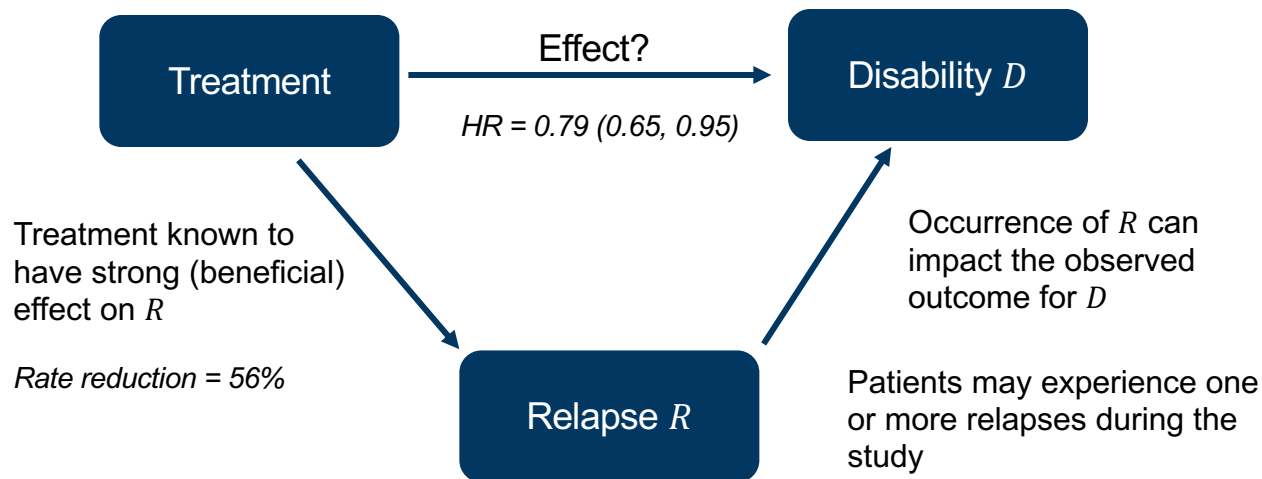 Treatment
Effect?
HR = 0.79 (0.65, 0.95)
Disability D
Treatment known to
have strong (beneficial)
effect on R
Rate reduction = 56%
Relapse R
Occurrence of R can
impact the observed
outcome for D
Patients may experience one
or more relapses during the
study